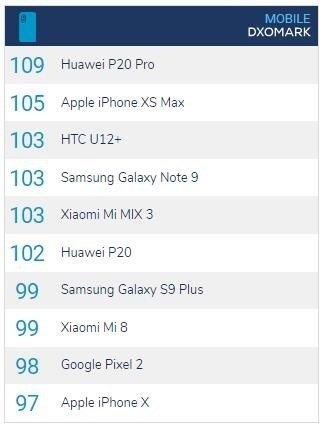 MOBILE
DXOMARK
109 Huawei P20 Pro
105 Apple iPhone XS Max
103 HTC U12+
103 Samsung Galaxy Note 9
103 Xiaomi Mi MIX 3
102 Huawei P20
99 Samsung Galaxy S9 Plus
99 Xiaomi Mi 8
98 Google Pixel 2
97 Apple iPhone X